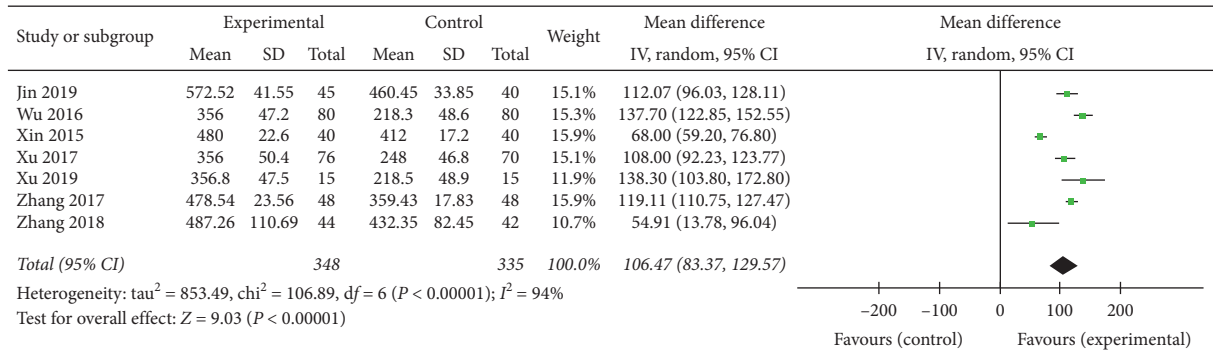 Study or subgroup Experimental Control Weight Mean difference Mean difference
Mean SD Total Mean SD Total IV, random, 95% CI IV, random, 95% CI
Jin 2019 572.52 41.55 45 460.45 33.85 40 15.1% 112.07 (96.03, 128.11)
Wu 2016 356 47.2 80 218.3 48.6 80 15.3% 137.70 (122.85, 152.55)
Xin 2015 480 22.6 40 412 17.2 40 15.9% 68.00 (59.20, 76.80)
Xu 2017 356 50.4 76 248 46.8 70 15.1% 108.00 (92.23, 123.77)
Xu 2019 356.8 47.5 15 218.5 48.9 15 11.9% 138.30 (103.80, 172.80)
Zhang 2017 478.54 23.56 48 359.43 17.83 48 15.9% 119.11 (110.75, 127.47)
Zhang 2018 487.26 110.69 44 432.35 82.45 42 10.7% 54.91 (13.78, 96.04)
Total (95% CI) 348 335 100.0% 106.47 (83.37, 129.57)
Heterogeneity: tau² = 853.49, chi² = 106.89, df = 6 (P < 0.00001); I² = 94%
Test for overall effect: Z = 9.03 (P < 0.00001)
−200 −100 0 100 200
Favours (control) Favours (experimental)